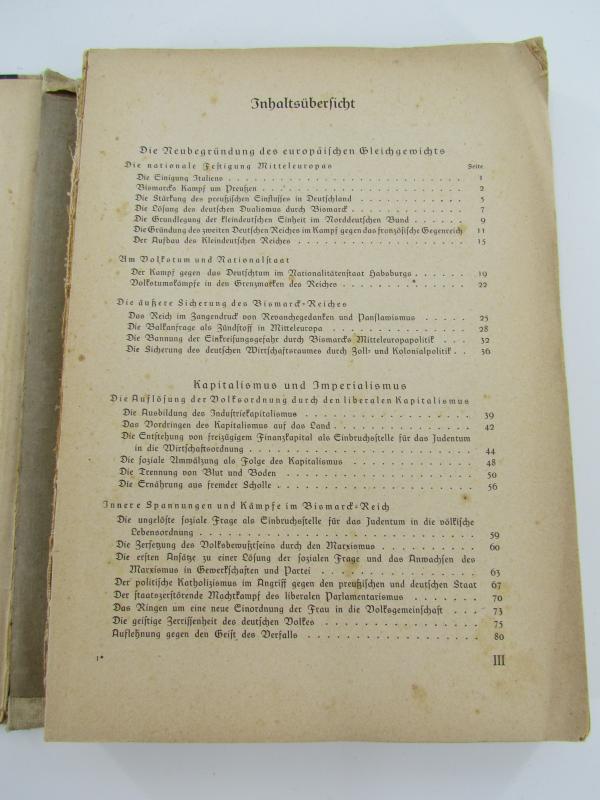 Inhaltsübersicht
Die Neubegründung des europäischen Gleichgewichts
Die nationale Festigung Mitteleuropas Seite
Die Einigung Italiens . . . . . . . . . . . . . . . . . . . . 1
Bismarcks Kampf um Preußen . . . . . . . . . . . . . . . . 2
Die Stärkung des preußischen Einflusses in Deutschland . . . . . . . 5
Die Lösung des deutschen Dualismus durch Bismarck . . . . . . . . 7
Die Grundlegung der kleindeutschen Einheit im Norddeutschen Bund . . . 9
Die Gründung des zweiten Deutschen Reiches im Kampf gegen das französische Gegenreich 11
Der Aufbau des Kleindeutschen Reiches . . . . . . . . . . . . 15
Um Volkstum und Nationalstaat
Der Kampf gegen das Deutschtum im Nationalitätenstaat Habsburgs . . . . . . 19
Volkstumskämpfe in den Grenzmarken des Reiches . . . . . . . . . 22
Die äußere Sicherung des Bismarck-Reiches
Das Reich im Zangendruck von Revanchegedanken und Panslawismus . . . . . 25
Die Balkanfrage als Zündstoff in Mitteleuropa . . . . . . . . . . 28
Die Bannung der Einkreisungsgefahr durch Bismarcks Mitteleuropapolitik . . . 32
Die Sicherung des deutschen Wirtschaftsraumes durch Zoll- und Kolonialpolitik . . 36
Kapitalismus und Imperialismus
Die Auflösung der Volksordnung durch den liberalen Kapitalismus
Die Ausbildung des Industriekapitalismus . . . . . . . . . . . . 39
Das Vordringen des Kapitalismus auf das Land . . . . . . . . . . 42
Die Entstehung von freizügigem Finanzkapital als Einbruchsstelle für das Judentum
in die Wirtschaftsordnung . . . . . . . . . . . . . . . . . 44
Die soziale Umwälzung als Folge des Kapitalismus . . . . . . . . . 48
Die Trennung von Blut und Boden . . . . . . . . . . . . . . 50
Die Ernährung aus fremder Scholle . . . . . . . . . . . . . . 56
Innere Spannungen und Kämpfe im Bismarck-Reich
Die ungelöste soziale Frage als Einbruchsstelle für das Judentum in die völkische
Lebensordnung . . . . . . . . . . . . . . . . . . . . . 59
Die Zersetzung des Volksbewußtseins durch den Marxismus . . . . . . . 60
Die ersten Ansätze zu einer Lösung der sozialen Frage und das Anwachsen des
Marxismus in Gewerkschaften und Partei . . . . . . . . . . . . 63
Der politische Katholizismus im Angriff gegen den preußischen und deutschen Staat 67
Der staatszerstörende Machtkampf des liberalen Parlamentarismus . . . . . 70
Das Ringen um eine neue Einordnung der Frau in die Volksgemeinschaft . . . 73
Die geistige Zerrissenheit des deutschen Volkes . . . . . . . . . . 75
Auflehnung gegen den Geist des Verfalls . . . . . . . . . . . . 80
1*
III